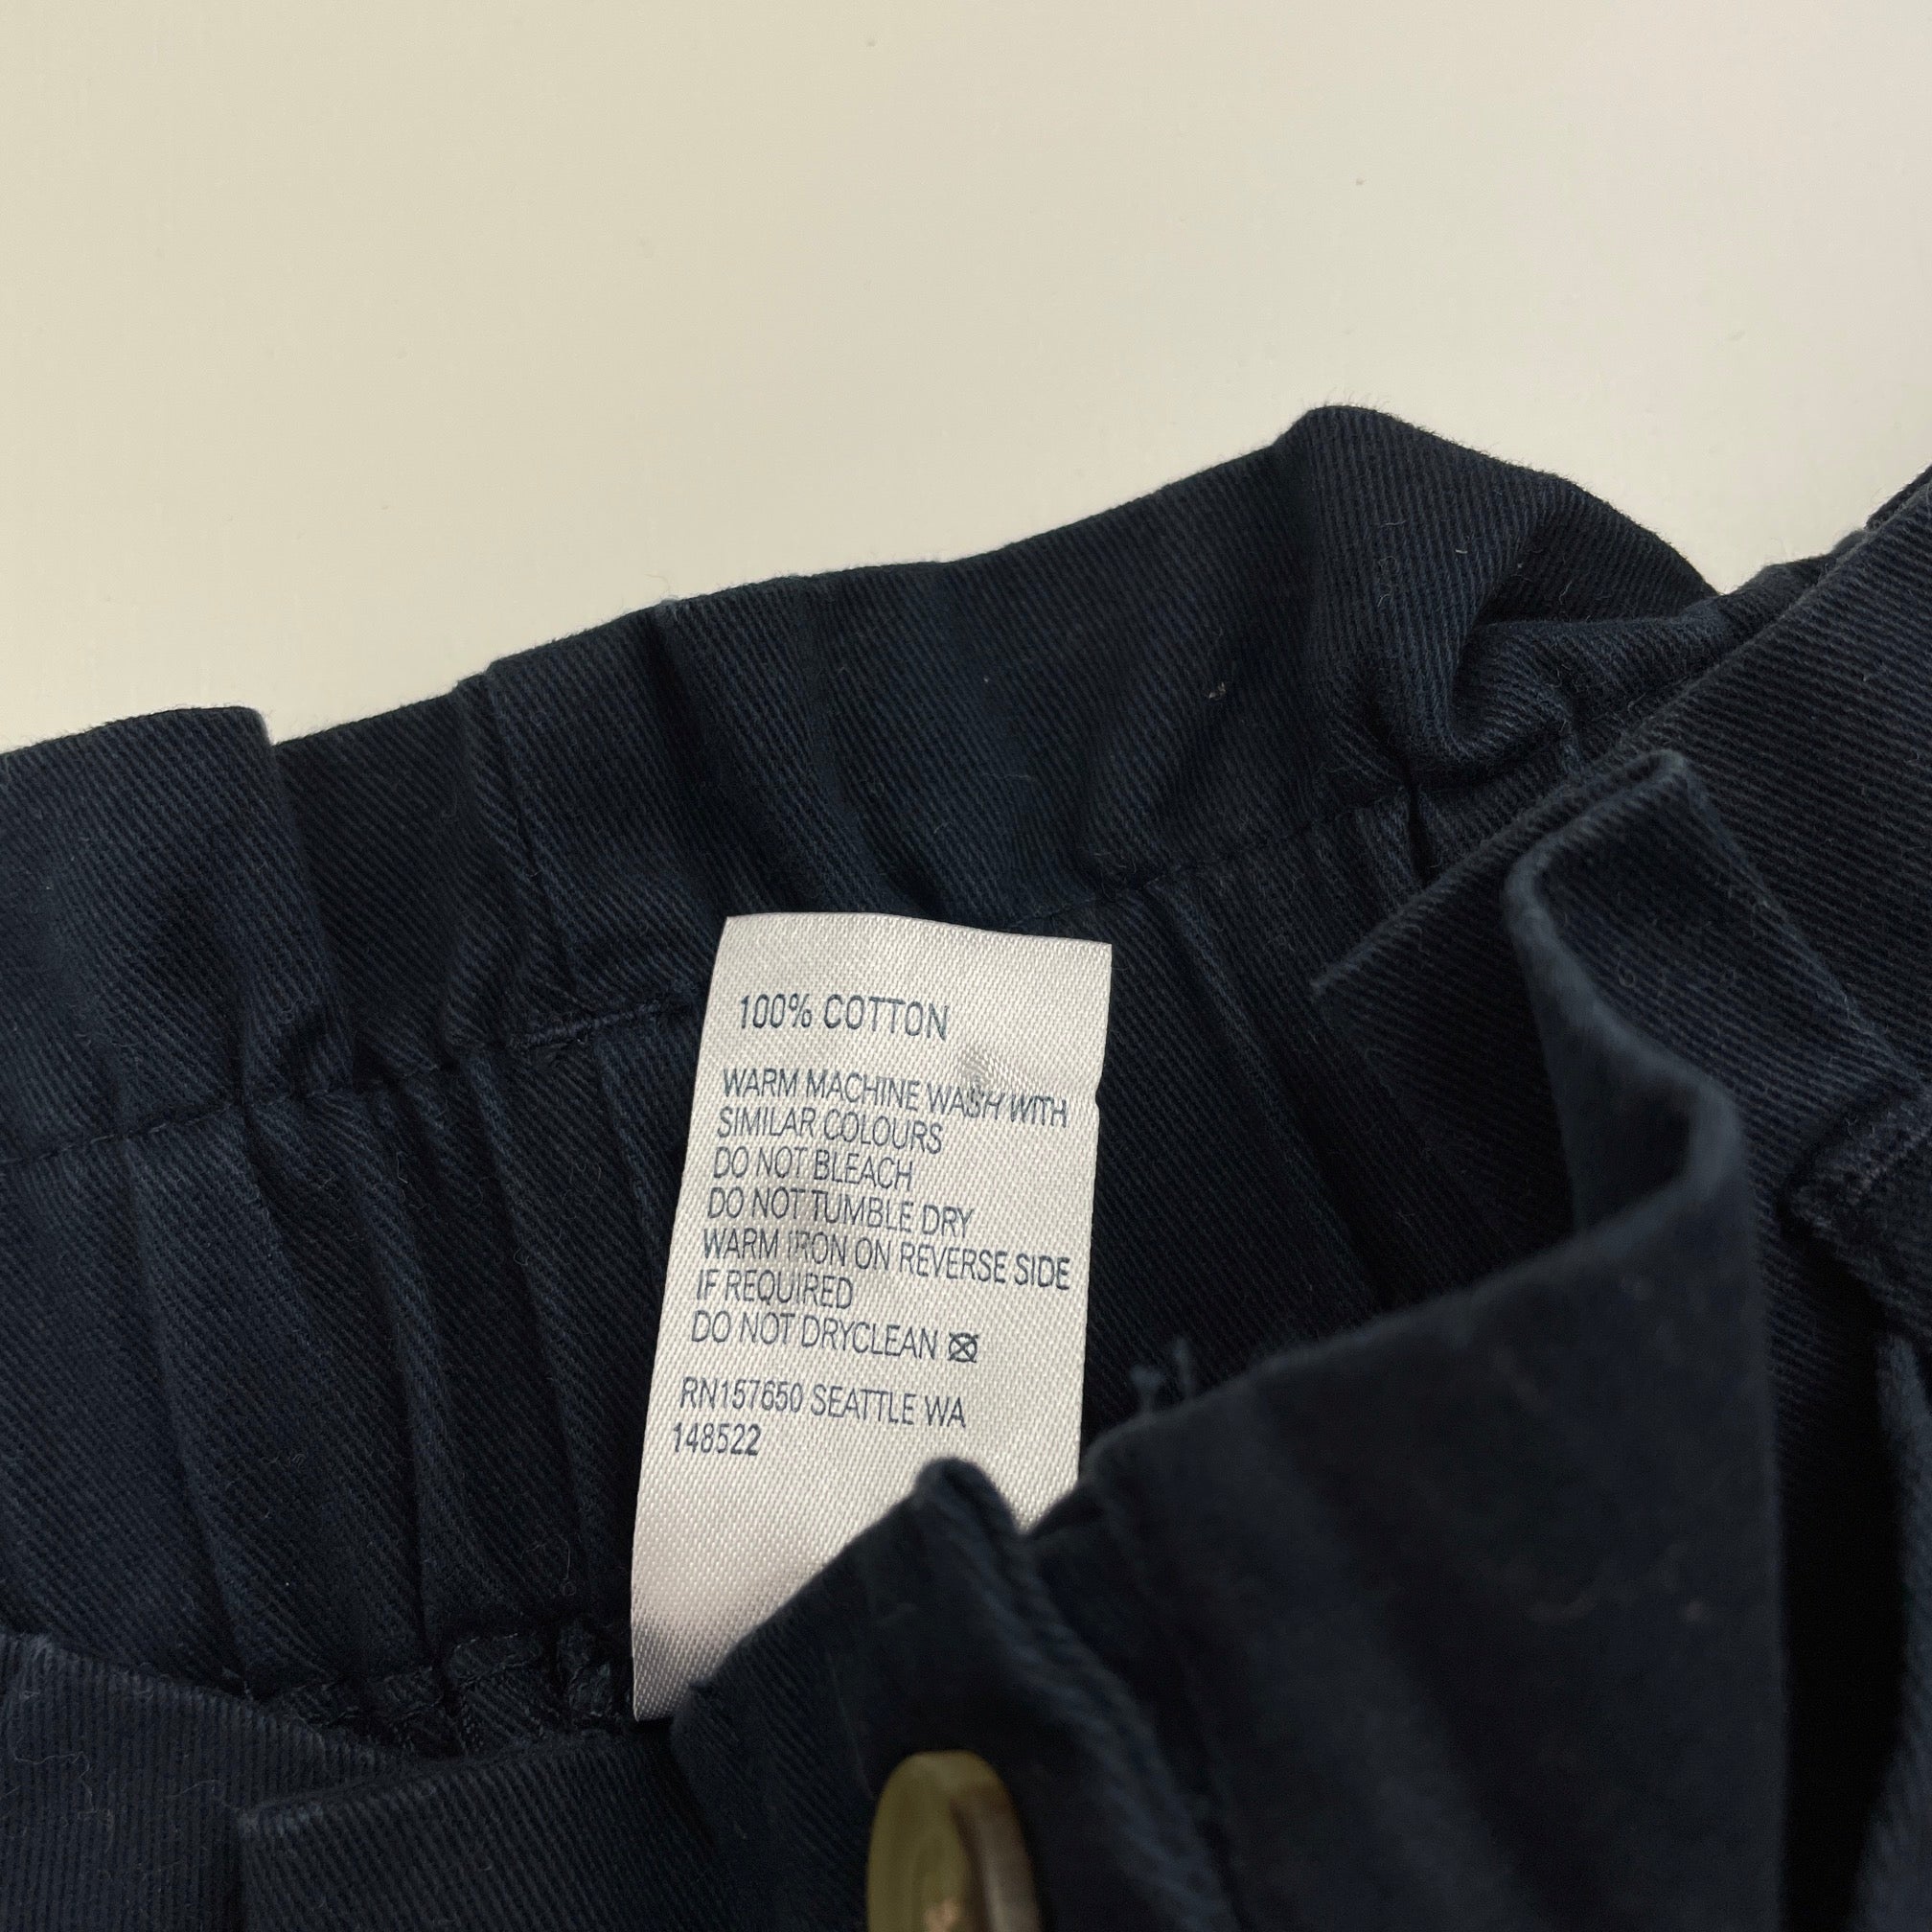 100% COTTON
WARM MACHINE WASH WITH
SIMILAR COLOURS
DO NOT BLEACH
DO NOT TUMBLE DRY
WARM IRON ON REVERSE SIDE
IF REQUIRED
DO NOT DRYCLEAN
RN157650 SEATTLE WA
148522